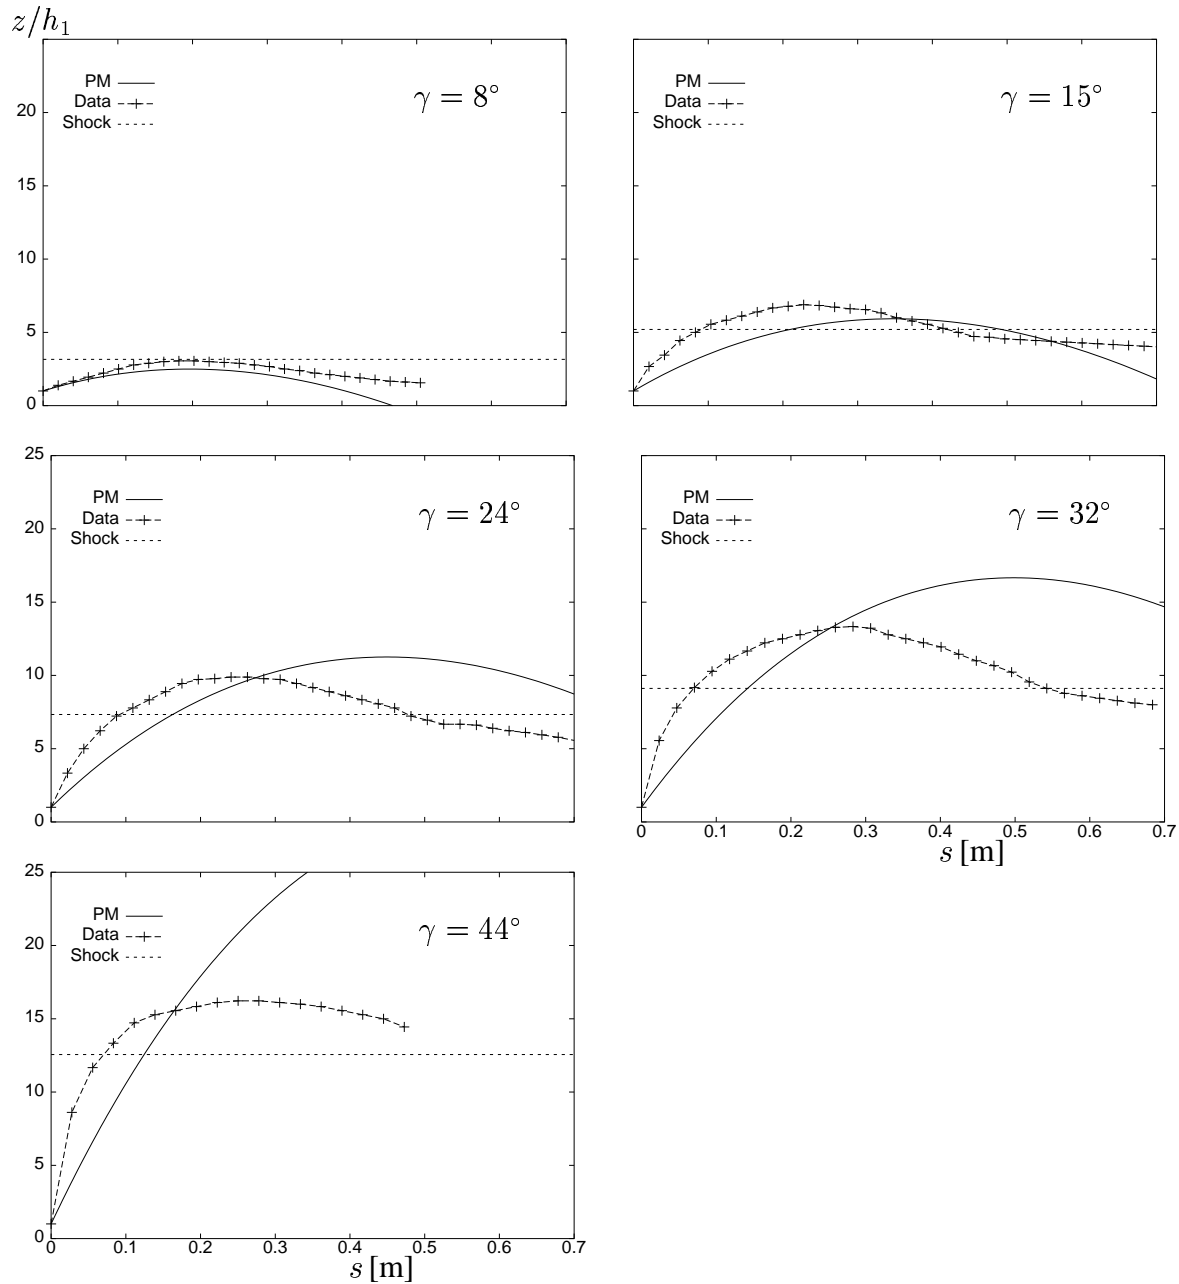 z/h₁
PM
Data
Shock
γ = 8°
20
15
10
5
0
PM
Data
Shock
γ = 15°
25
20
15
10
5
0
PM
Data
Shock
γ = 24°
PM
Data
Shock
γ = 32°
0 0.1 0.2 0.3 0.4 0.5 0.6 0.7
s [m]
25
20
15
10
5
0
PM
Data
Shock
γ = 44°
0 0.1 0.2 0.3 0.4 0.5 0.6 0.7
s [m]